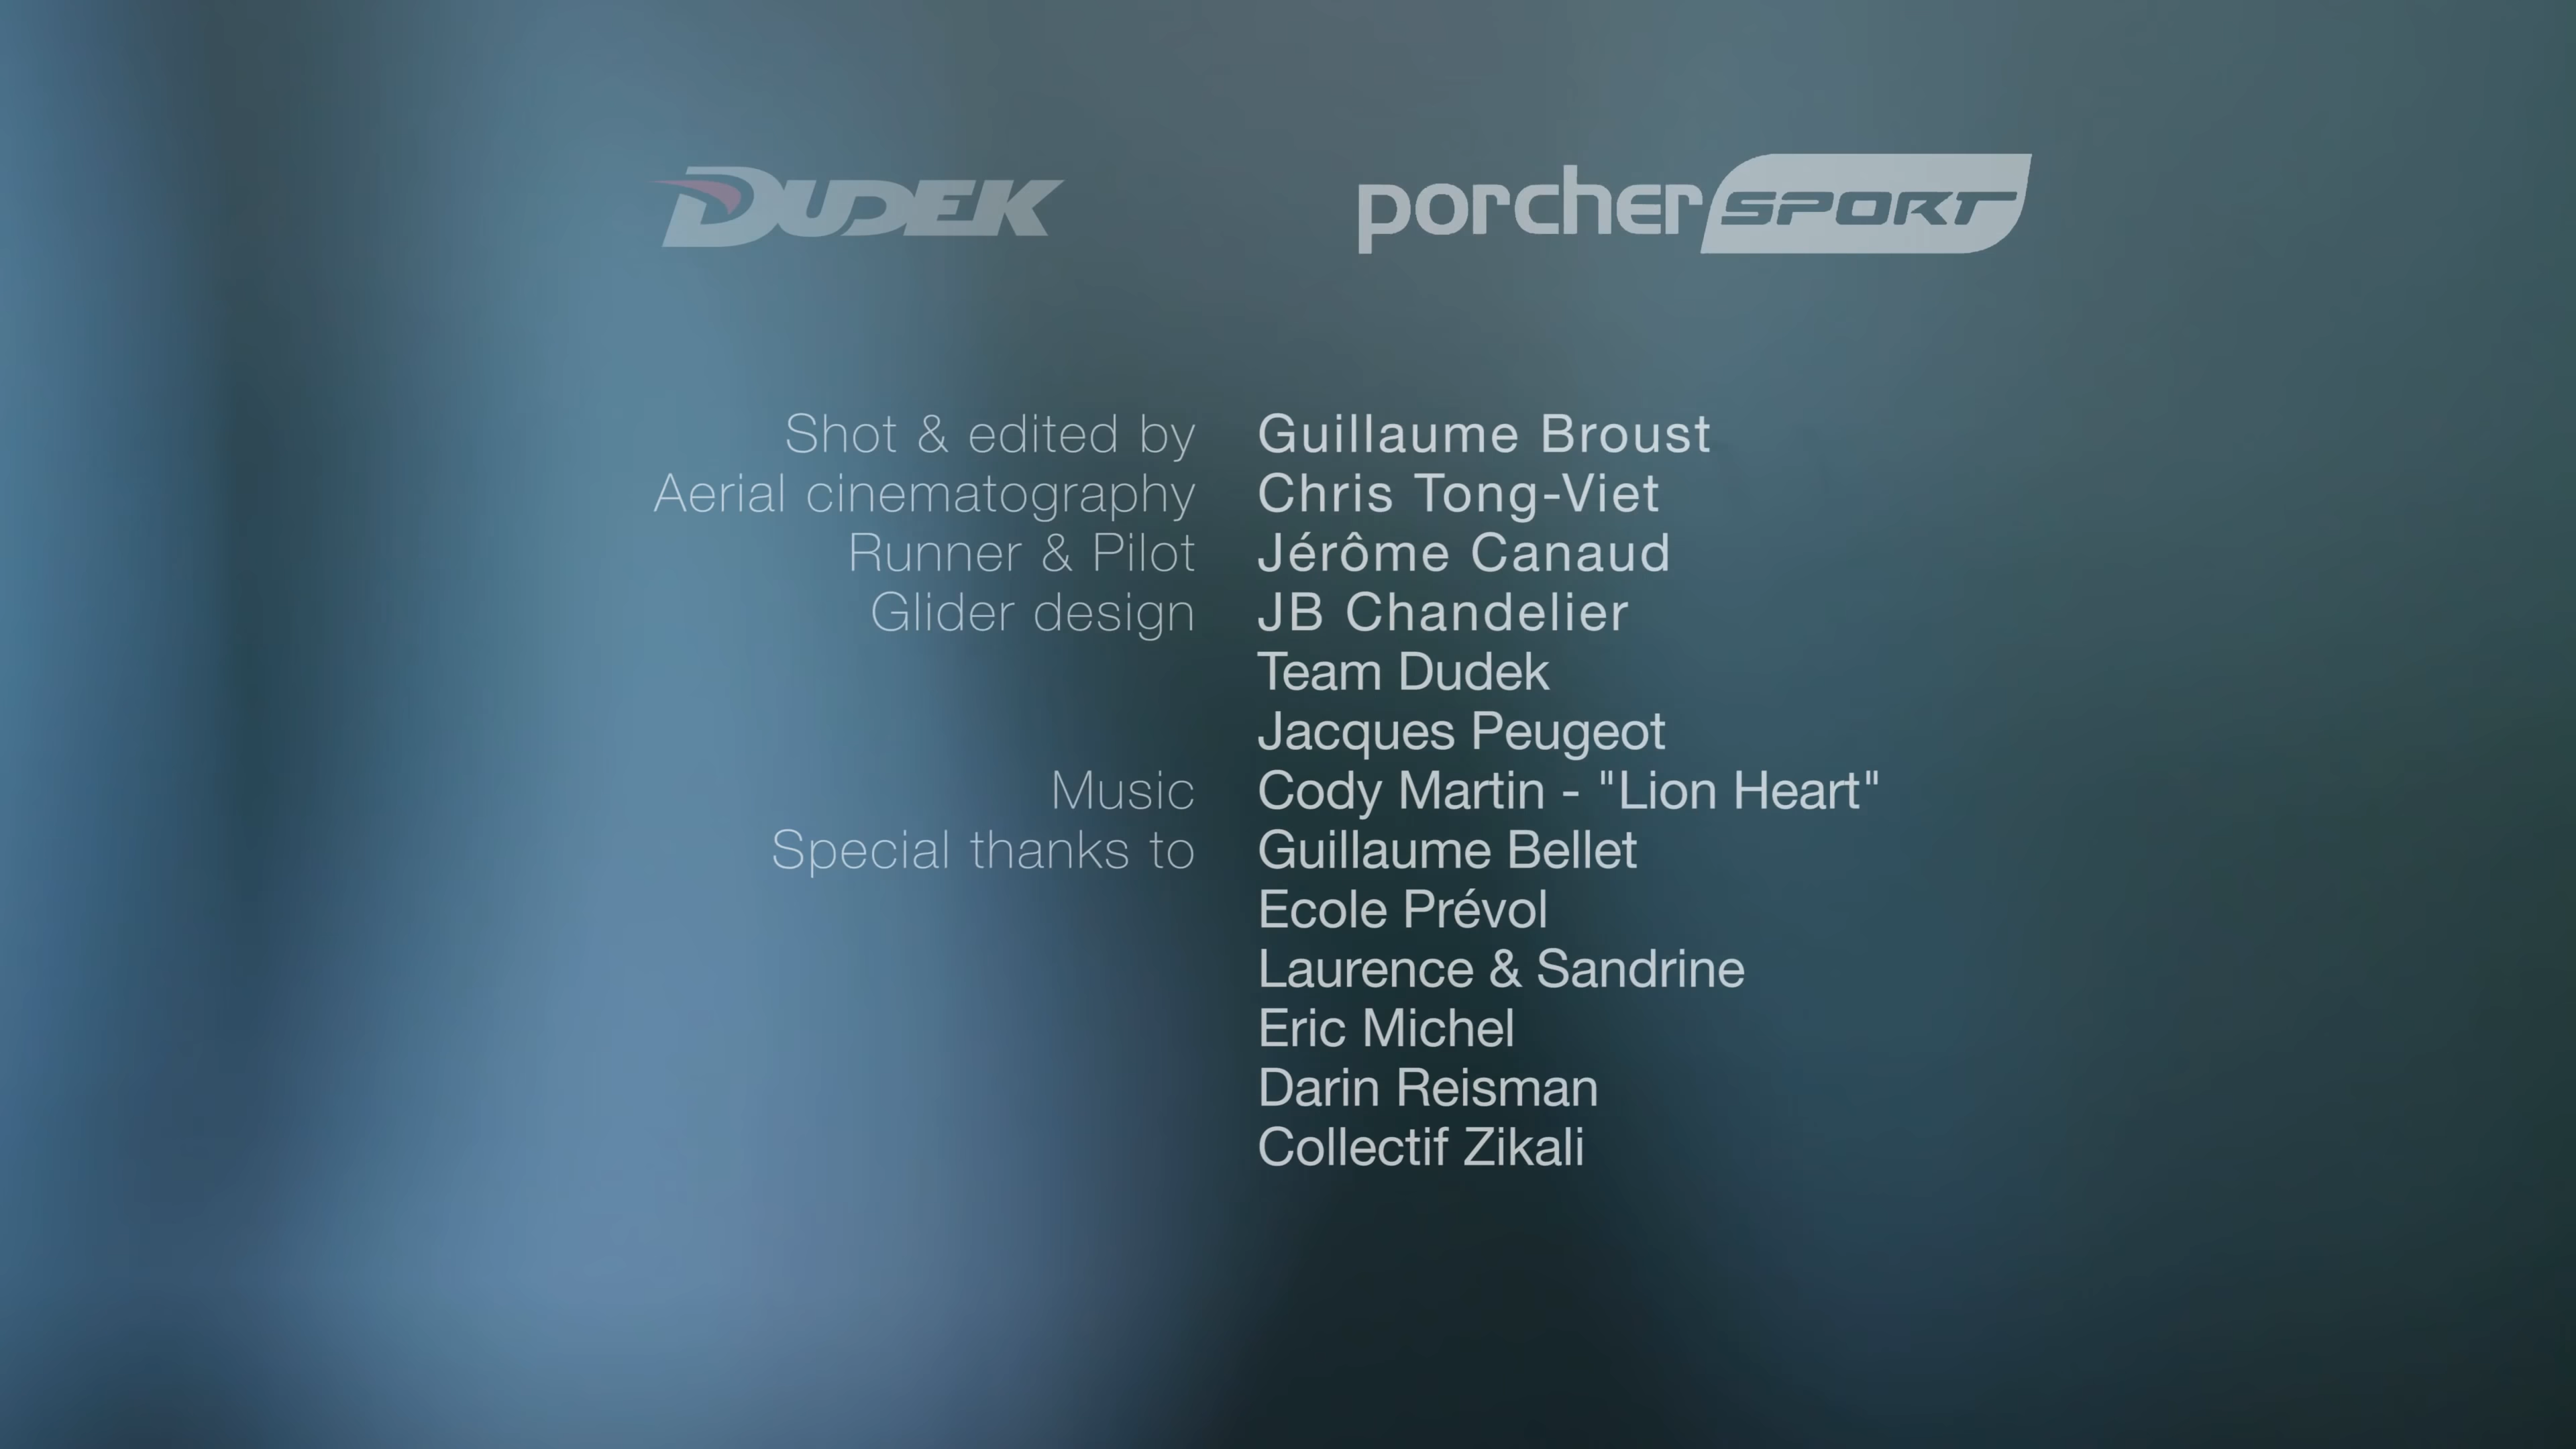 DUDEK
porcher SPORT
Shot & edited by Guillaume Broust
Aerial cinematography Chris Tong-Viet
Runner & Pilot Jérôme Canaud
Glider design JB Chandelier
Team Dudek
Jacques Peugeot
Music Cody Martin - "Lion Heart"
Special thanks to Guillaume Bellet
Ecole Prévol
Laurence & Sandrine
Eric Michel
Darin Reisman
Collectif Zikali